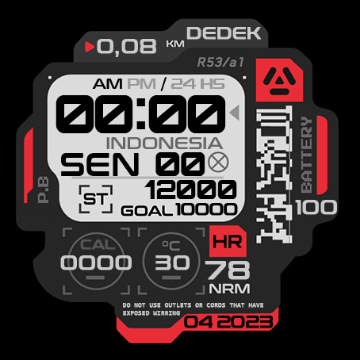 DEDEK
0,08 KM
R53/a1
AM PM / 24 HS
00:00
INDONESIA
SEN 00
12000
ST
GOAL 10000
P.B
BATTERY
100
CAL
0000
°C
30
HR
78
NRM
DO NOT USE OUTLETS OR CORDS THAT HAVE
EXPOSED WIRRING
04 2023